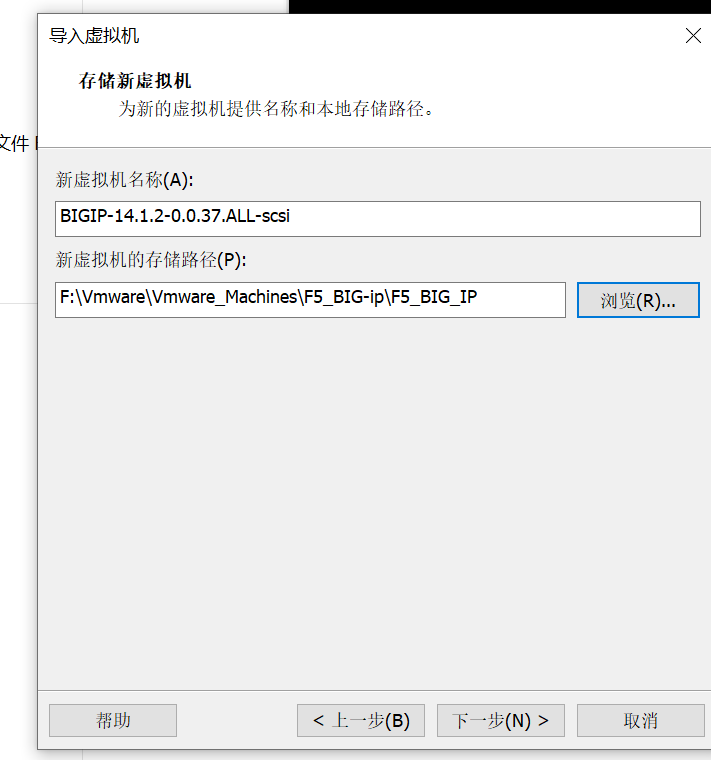 导入虚拟机
存储新虚拟机
为新的虚拟机提供名称和本地存储路径。
文件
新虚拟机名称(A):
BIGIP-14.1.2-0.0.37.ALL-scsi
新虚拟机的存储路径(P):
F:\Vmware\Vmware_Machines\F5_BIG-ip\F5_BIG_IP
浏览(R)...
帮助
< 上一步(B)
下一步(N) >
取消